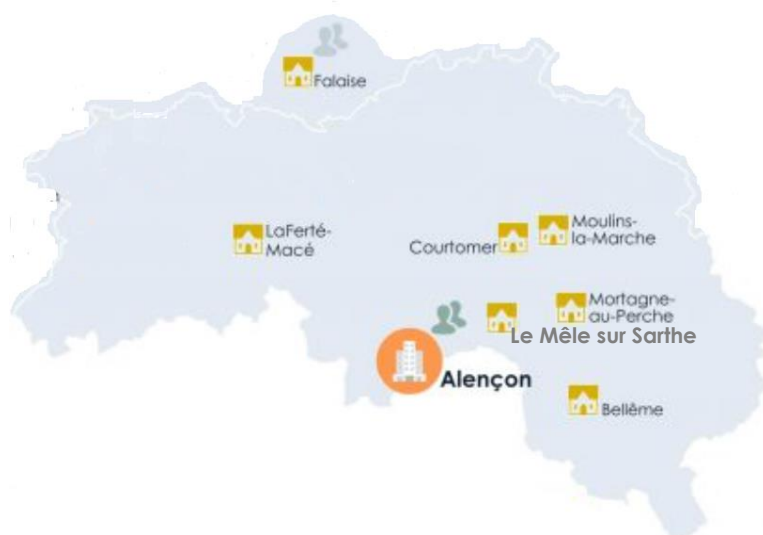 Falaise
LaFerté-
Macé
Moulins-
la-Marche
Courtomer
Mortagne-
au-Perche
Le Mêle sur Sarthe
Alençon
Bellême